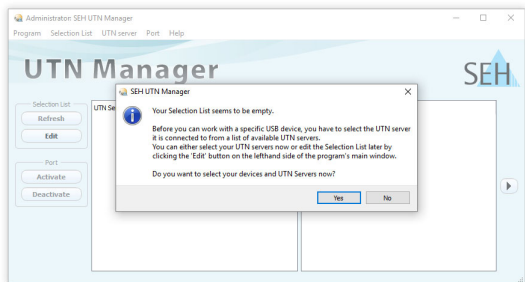 Administrator: SEH UTN Manager
Program Selection List UTN server Port Help
UTN Manager
SEH
Selection List
Refresh
Edit
Port
Activate
Deactivate
UTN Se
SEH UTN Manager
Your Selection List seems to be empty.
Before you can work with a specific USB device, you have to select the UTN server
it is connected to from a list of available UTN servers.
You can either select your UTN servers now or edit the Selection List later by
clicking the 'Edit' button on the lefthand side of the program's main window.
Do you want to select your devices and UTN Servers now?
Yes No